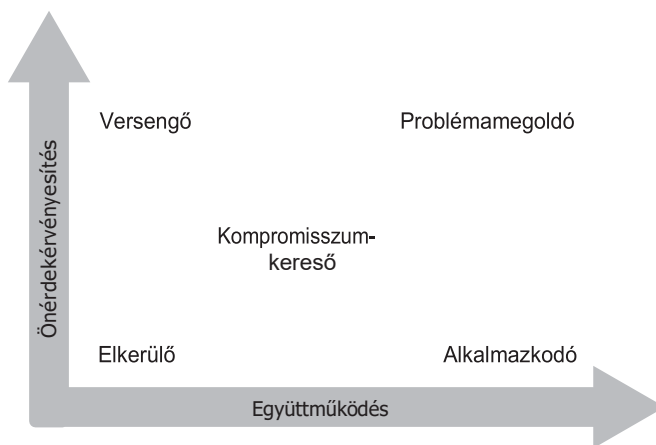 Önérdekérvényesítés
Versengő
Problémamegoldó
Kompromisszum-
kereső
Elkerülő
Alkalmazkodó
Együttműködés